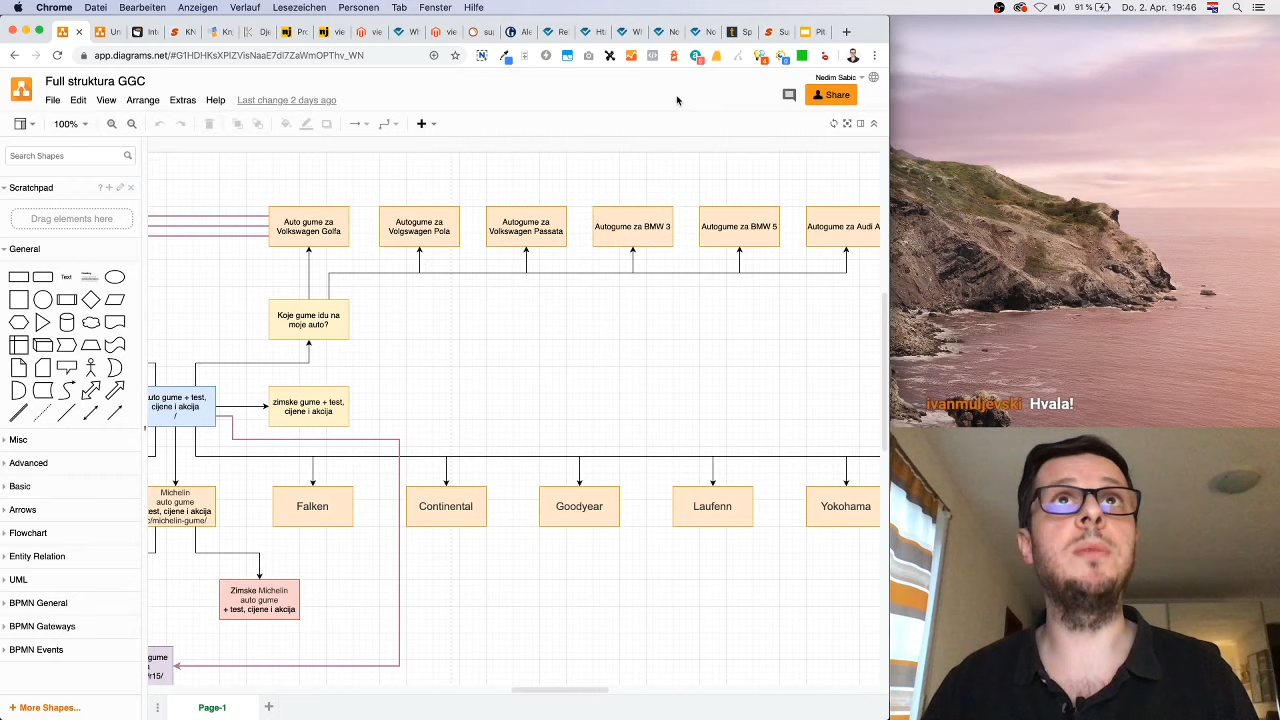 Chrome Datei Bearbeiten Anzeigen Verlauf Lesezeichen Personen Tab Fenster Hilfe
91 % Do. 2. Apr. 19:46
app.diagrams.net/#G1HDHKsXPIZVisNaaE7dI7ZraWmOPThv_WN
Full struktura GGC
Nedim Sabic
File Edit View Arrange Extras Help Last change 2 days ago
Share
100%
Search Shapes
Scratchpad
Drag elements here
General
Text
Misc
Advanced
Basic
Arrows
Flowchart
Entity Relation
UML
BPMN General
BPMN Gateways
BPMN Events
+ More Shapes...
Page-1
Auto gume za
Volkswagen Golfa
Autogume za
Volgswagen Pola
Autogume za
Volkswagen Passata
Autogume za BMW 3
Autogume za BMW 5
Autogume za Audi A
Koje gume idu na
moje auto?
auto gume + test,
cijene i akcija
/
zimske gume + test,
cijene i akcija
Michelin
auto gume
test, cijene i akcija
/michelin-gume/
Falken
Continental
Goodyear
Laufenn
Yokohama
Zimske Michelin
auto gume
+ test, cijene i akcija
gume
/r15/
ivanmuljevski Hvala!